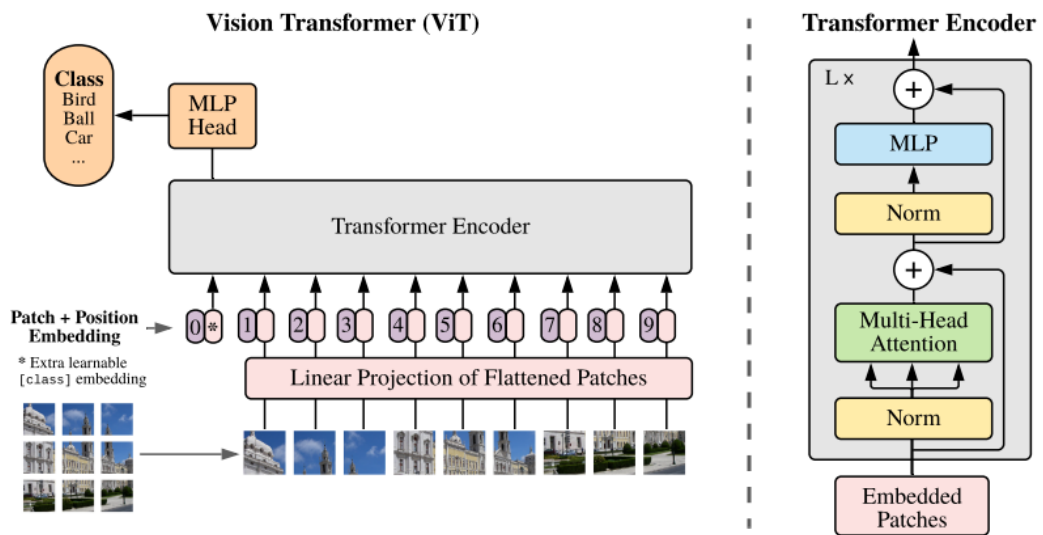 Vision Transformer (ViT)
Class
Bird
Ball
Car
...
MLP
Head
Transformer Encoder
Patch + Position
Embedding
0 * 1 2 3 4 5 6 7 8 9
* Extra learnable
[class] embedding
Linear Projection of Flattened Patches
Transformer Encoder
L ×
+
MLP
Norm
+
Multi-Head
Attention
Norm
Embedded
Patches